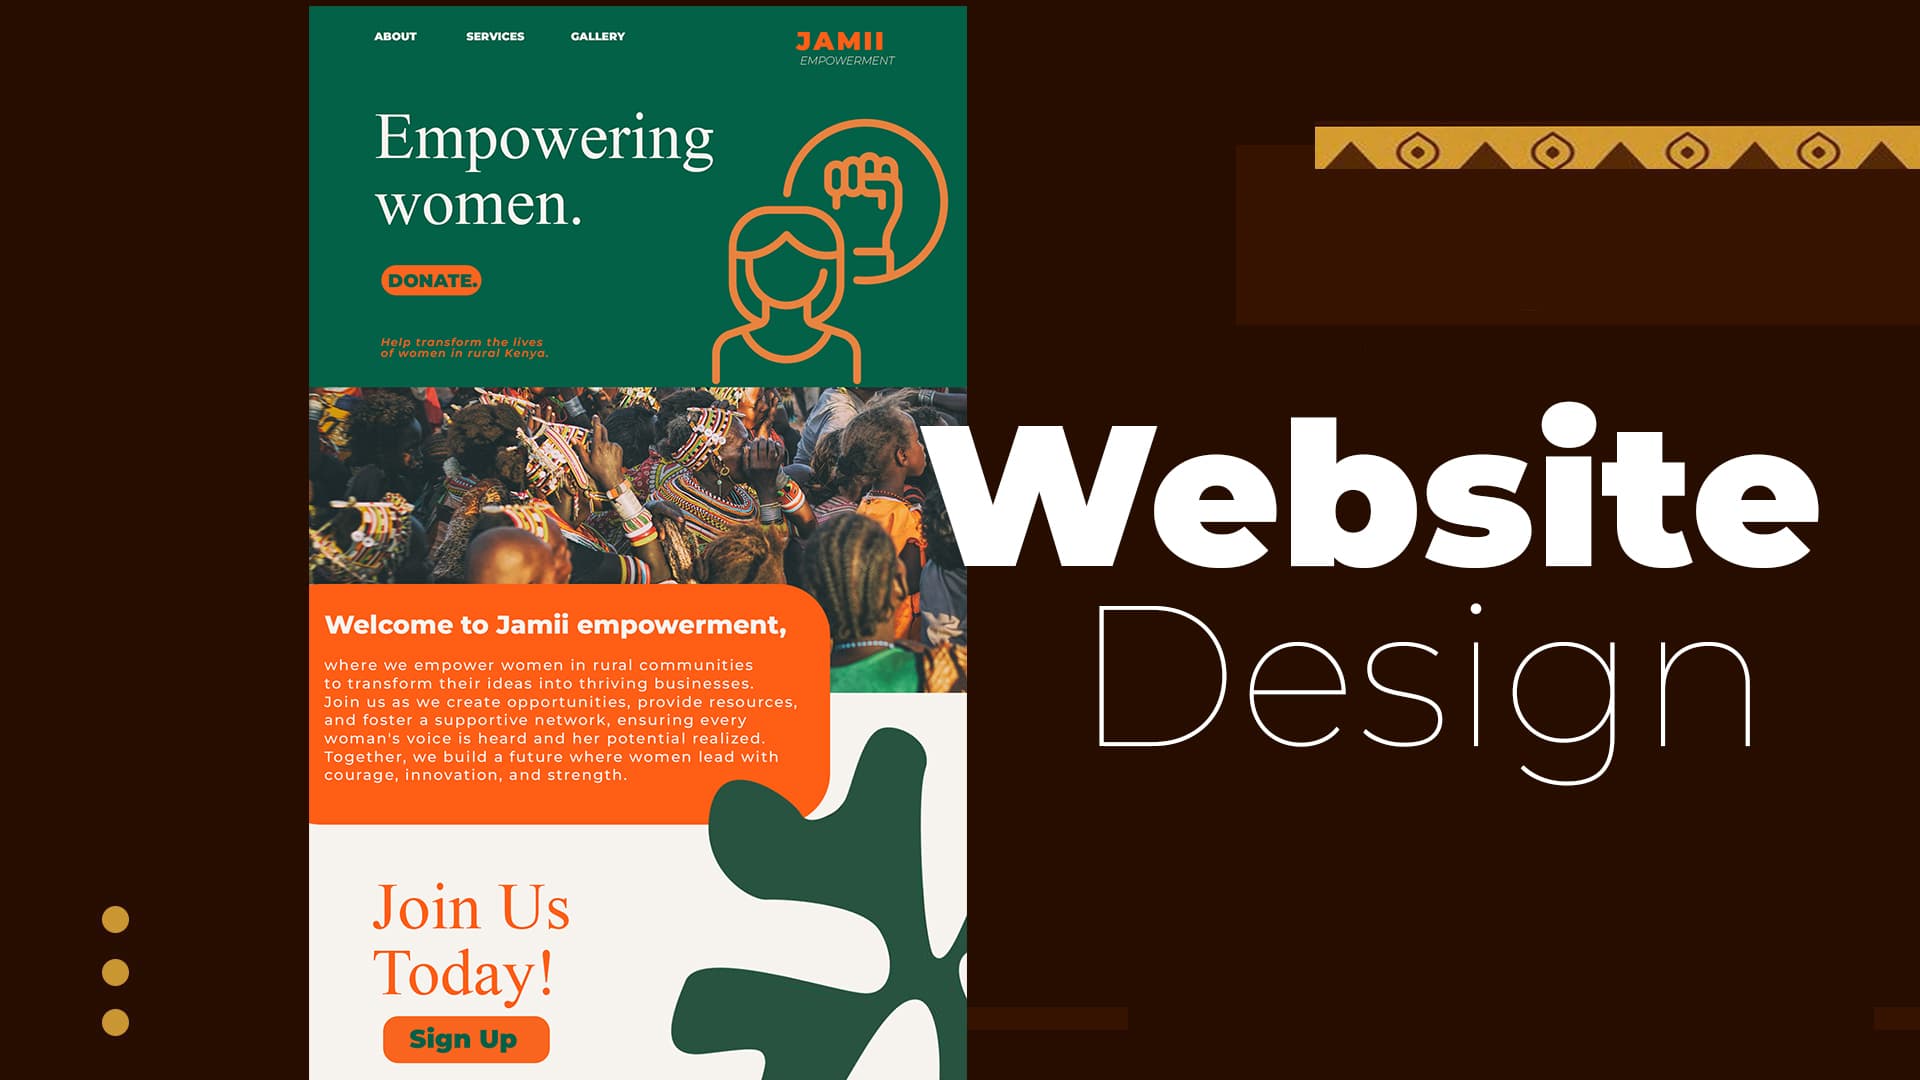 ABOUT SERVICES GALLERY
JAMII
EMPOWERMENT
Empowering
women.
DONATE.
Help transform the lives
of women in rural Kenya.
Welcome to Jamii empowerment,
where we empower women in rural communities
to transform their ideas into thriving businesses.
Join us as we create opportunities, provide resources,
and foster a supportive network, ensuring every
woman's voice is heard and her potential realized.
Together, we build a future where women lead with
courage, innovation, and strength.
Join Us
Today!
Sign Up
Website
Design